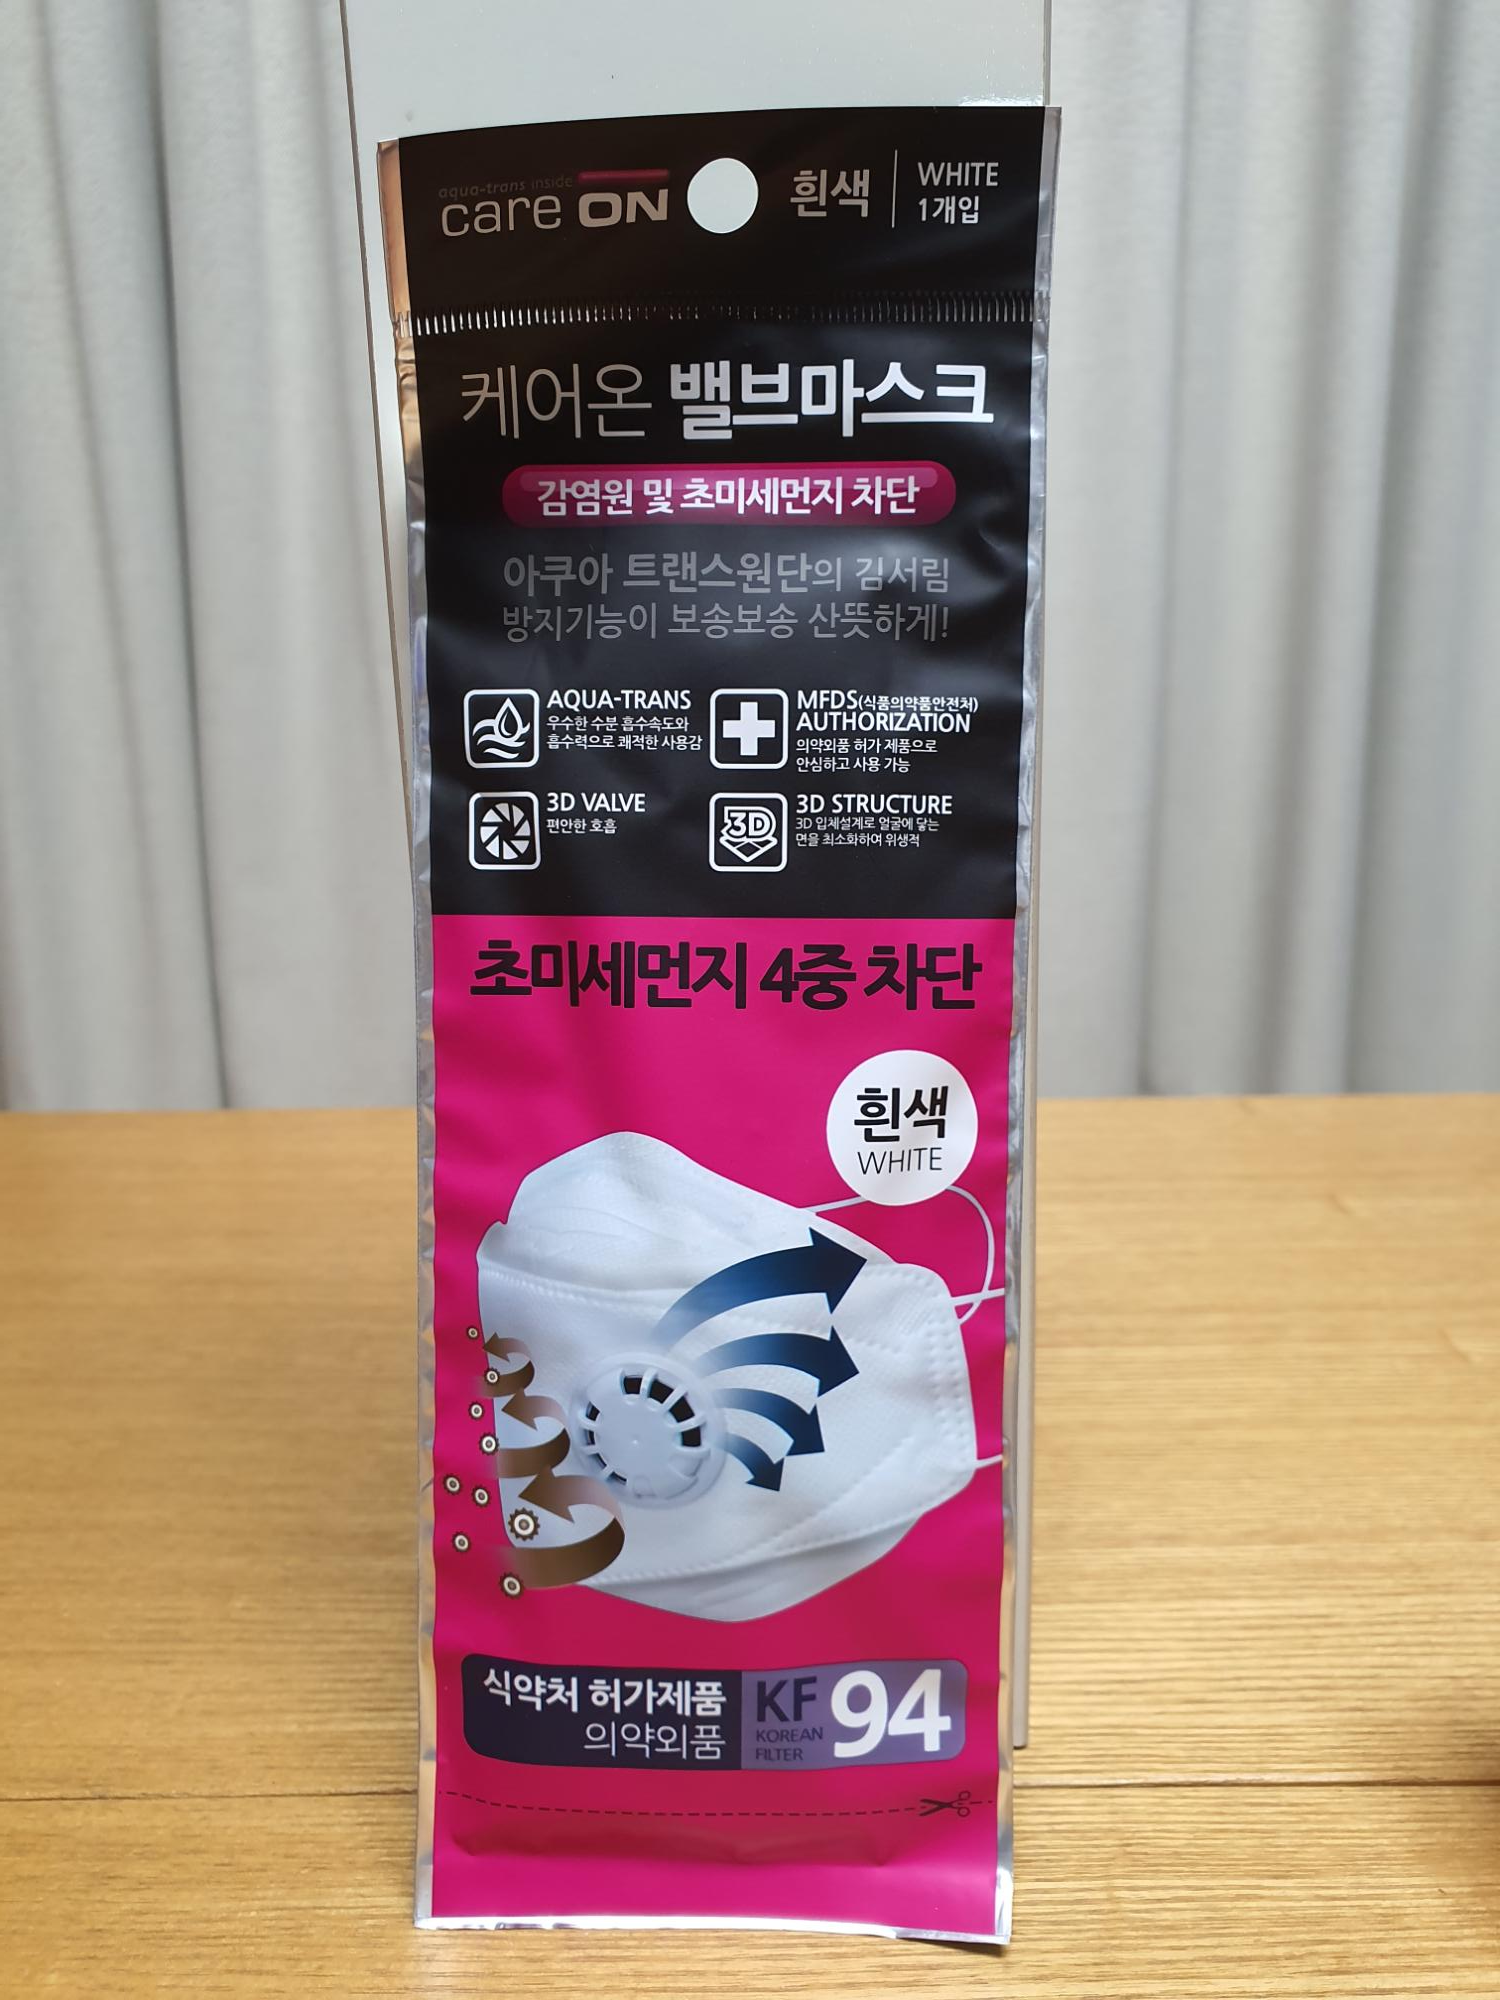 aqua-trans inside
care ON
흰색
WHITE
1개입
케어온 밸브마스크
감염원 및 초미세먼지 차단
아쿠아 트랜스원단의 김서림
방지기능이 보송보송 산뜻하게!
AQUA-TRANS
우수한 수분 흡수속도와
흡수력으로 쾌적한 사용감
MFDS(식품의약품안전처)
AUTHORIZATION
의약외품 허가 제품으로
안심하고 사용 가능
3D VALVE
편안한 호흡
3D
3D STRUCTURE
3D 입체설계로 얼굴에 닿는
면을 최소화하여 위생적
초미세먼지 4중 차단
흰색
WHITE
식약처 허가제품
의약외품
KF 94
KOREAN
FILTER